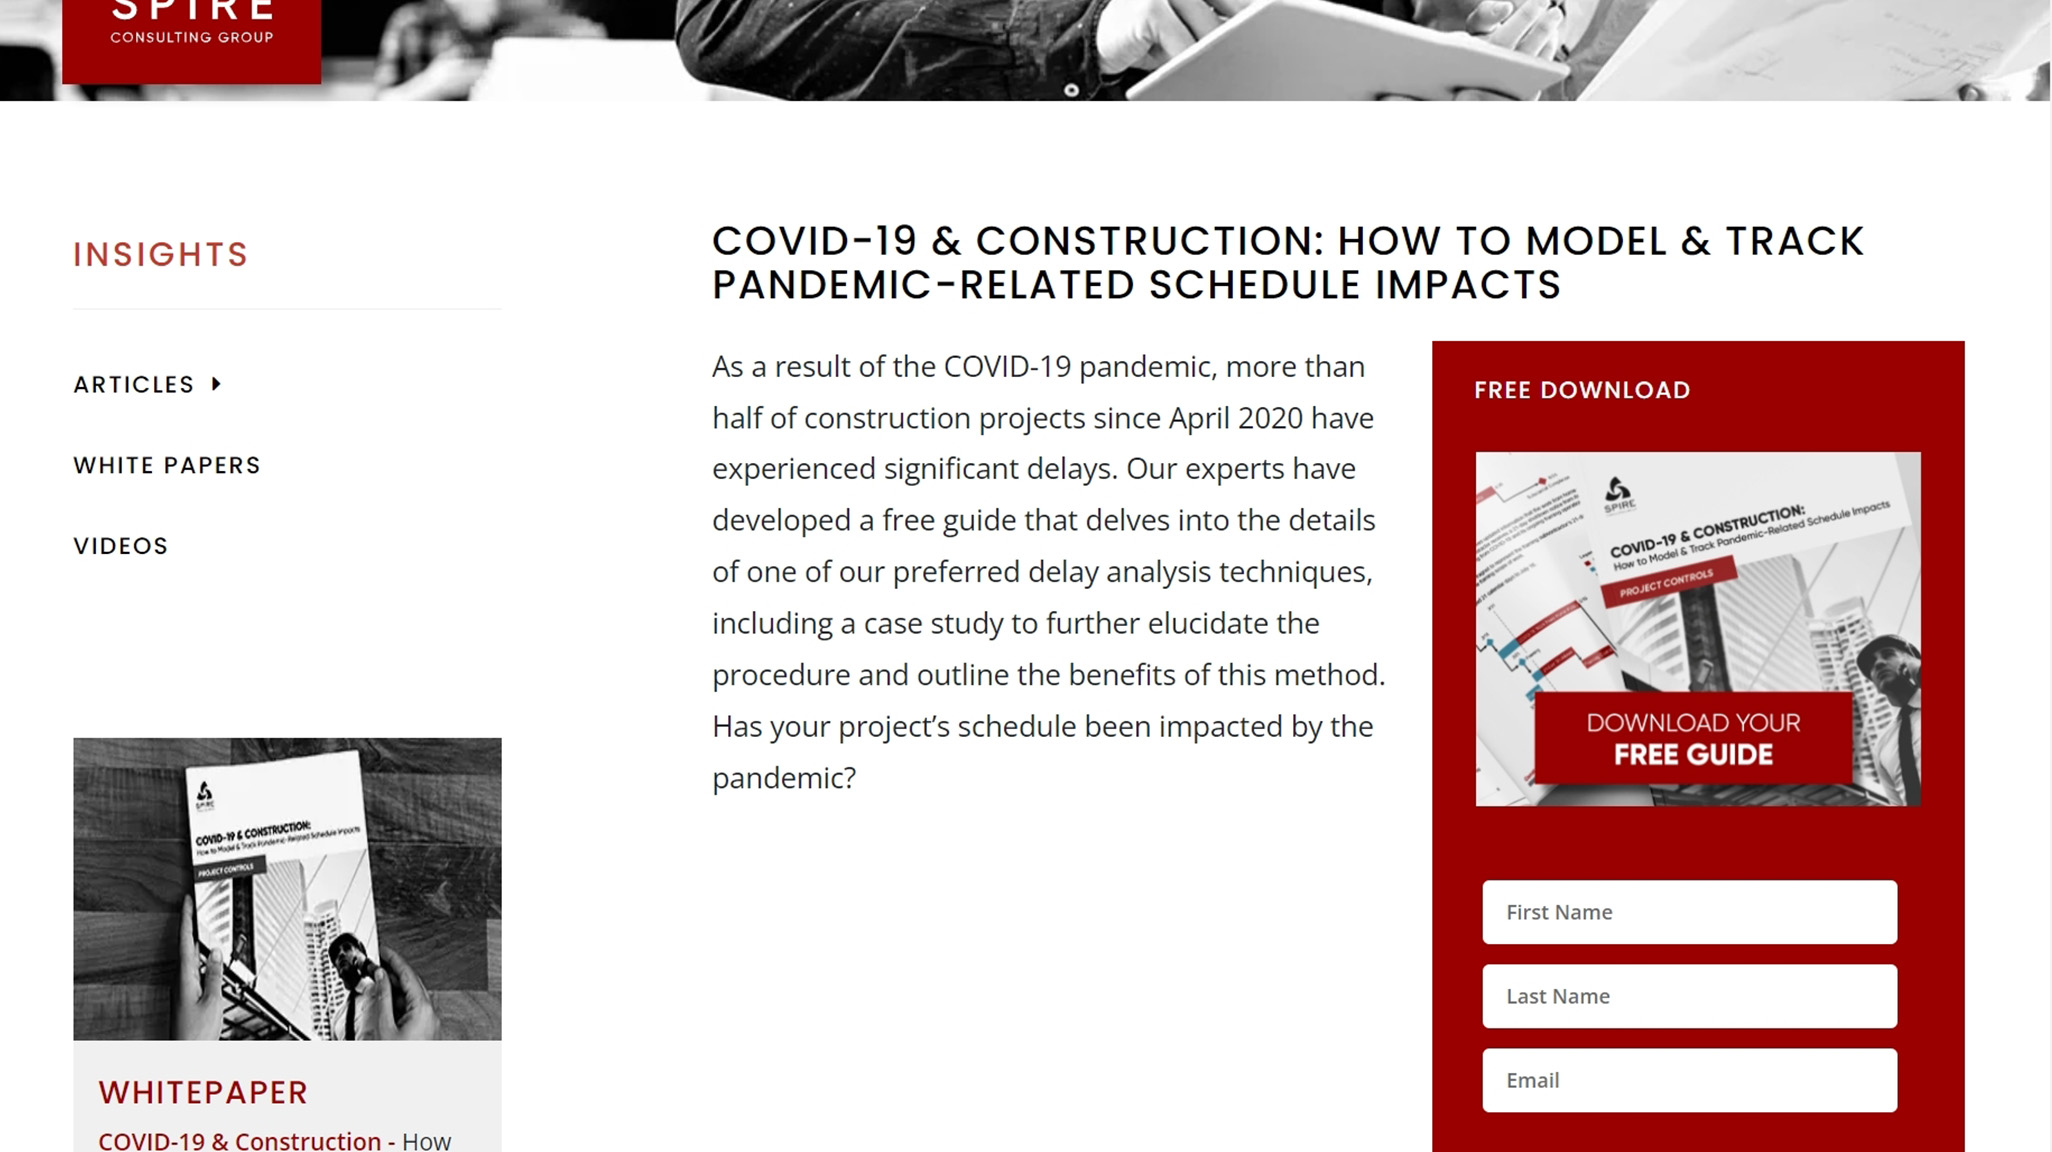 SPIRE
CONSULTING GROUP
INSIGHTS
ARTICLES
WHITE PAPERS
VIDEOS
SPIRE
COVID-19 & CONSTRUCTION:
How to Model & Track Pandemic-Related Schedule Impacts
PROJECT CONTROLS
WHITEPAPER
COVID-19 & Construction - How
COVID-19 & CONSTRUCTION: HOW TO MODEL & TRACK
PANDEMIC-RELATED SCHEDULE IMPACTS
As a result of the COVID-19 pandemic, more than
half of construction projects since April 2020 have
experienced significant delays. Our experts have
developed a free guide that delves into the details
of one of our preferred delay analysis techniques,
including a case study to further elucidate the
procedure and outline the benefits of this method.
Has your project’s schedule been impacted by the
pandemic?
FREE DOWNLOAD
SPIRE
COVID-19 & CONSTRUCTION:
How to Model & Track Pandemic-Related Schedule Impacts
PROJECT CONTROLS
DOWNLOAD YOUR
FREE GUIDE
First Name
Last Name
Email